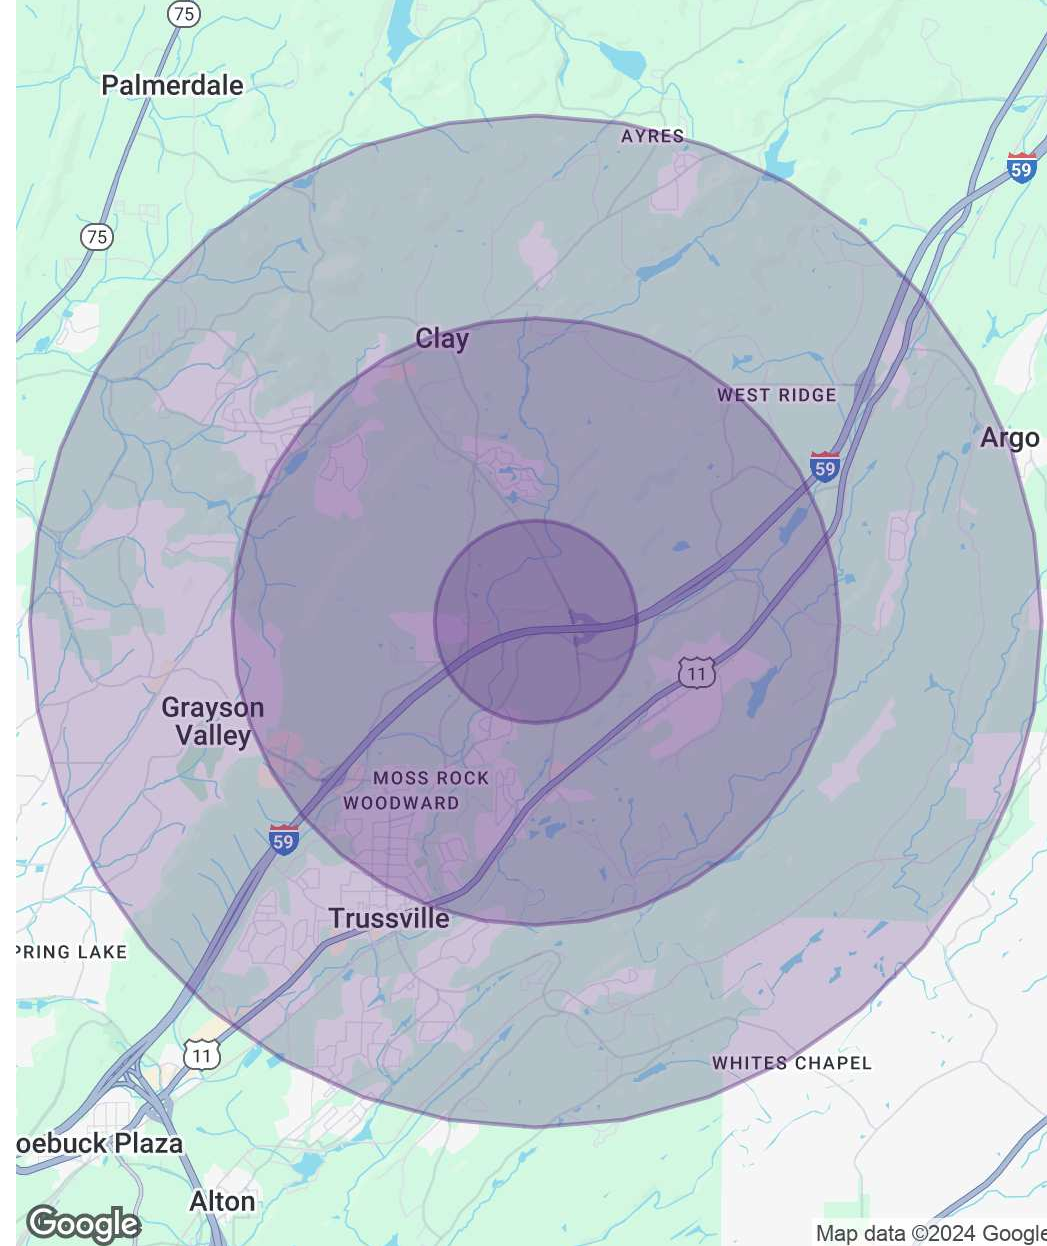 75
Palmerdale
AYRES
59
75
Clay
WEST RIDGE
Argo
59
11
Grayson
Valley
MOSS ROCK
WOODWARD
59
Trussville
PRING LAKE
11
WHITES CHAPEL
oebuck Plaza
Alton
Google
Map data ©2024 Google